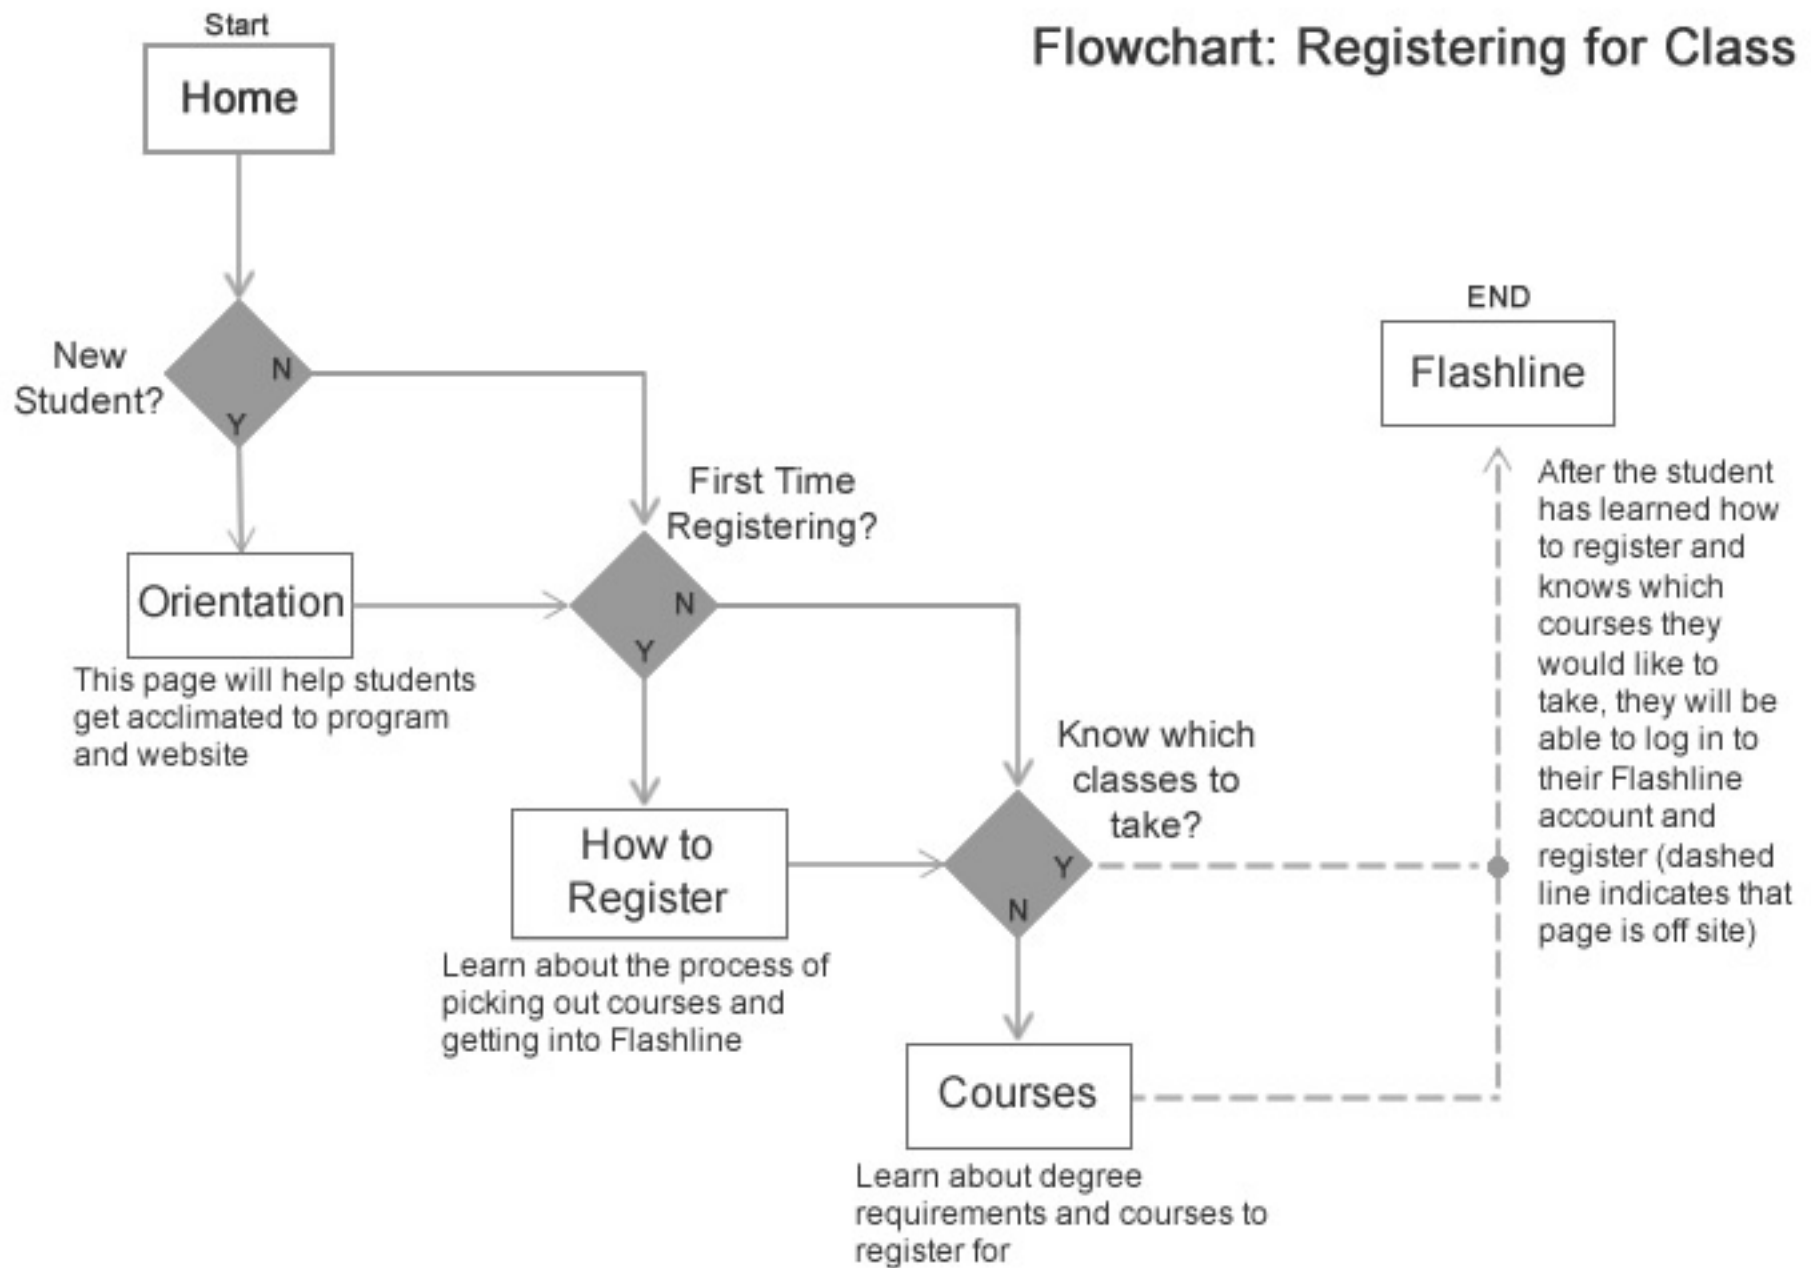 Flowchart: Registering for Class
Start
Home
New
Student?
N
Y
Orientation
This page will help students
get acclimated to program
and website
First Time
Registering?
N
Y
How to
Register
Learn about the process of
picking out courses and
getting into Flashline
Know which
classes to
take?
Y
N
Courses
Learn about degree
requirements and courses to
register for
END
Flashline
After the student
has learned how
to register and
knows which
courses they
would like to
take, they will be
able to log in to
their Flashline
account and
register (dashed
line indicates that
page is off site)